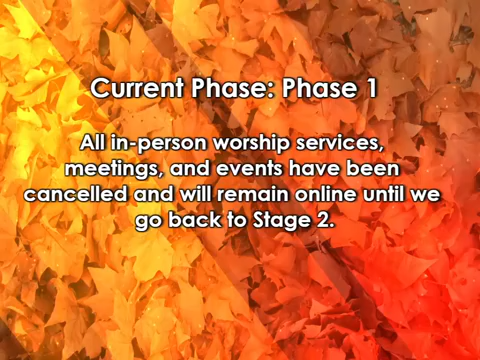 Current Phase: Phase 1
All in-person worship services,
meetings, and events have been
cancelled and will remain online until we
go back to Stage 2.